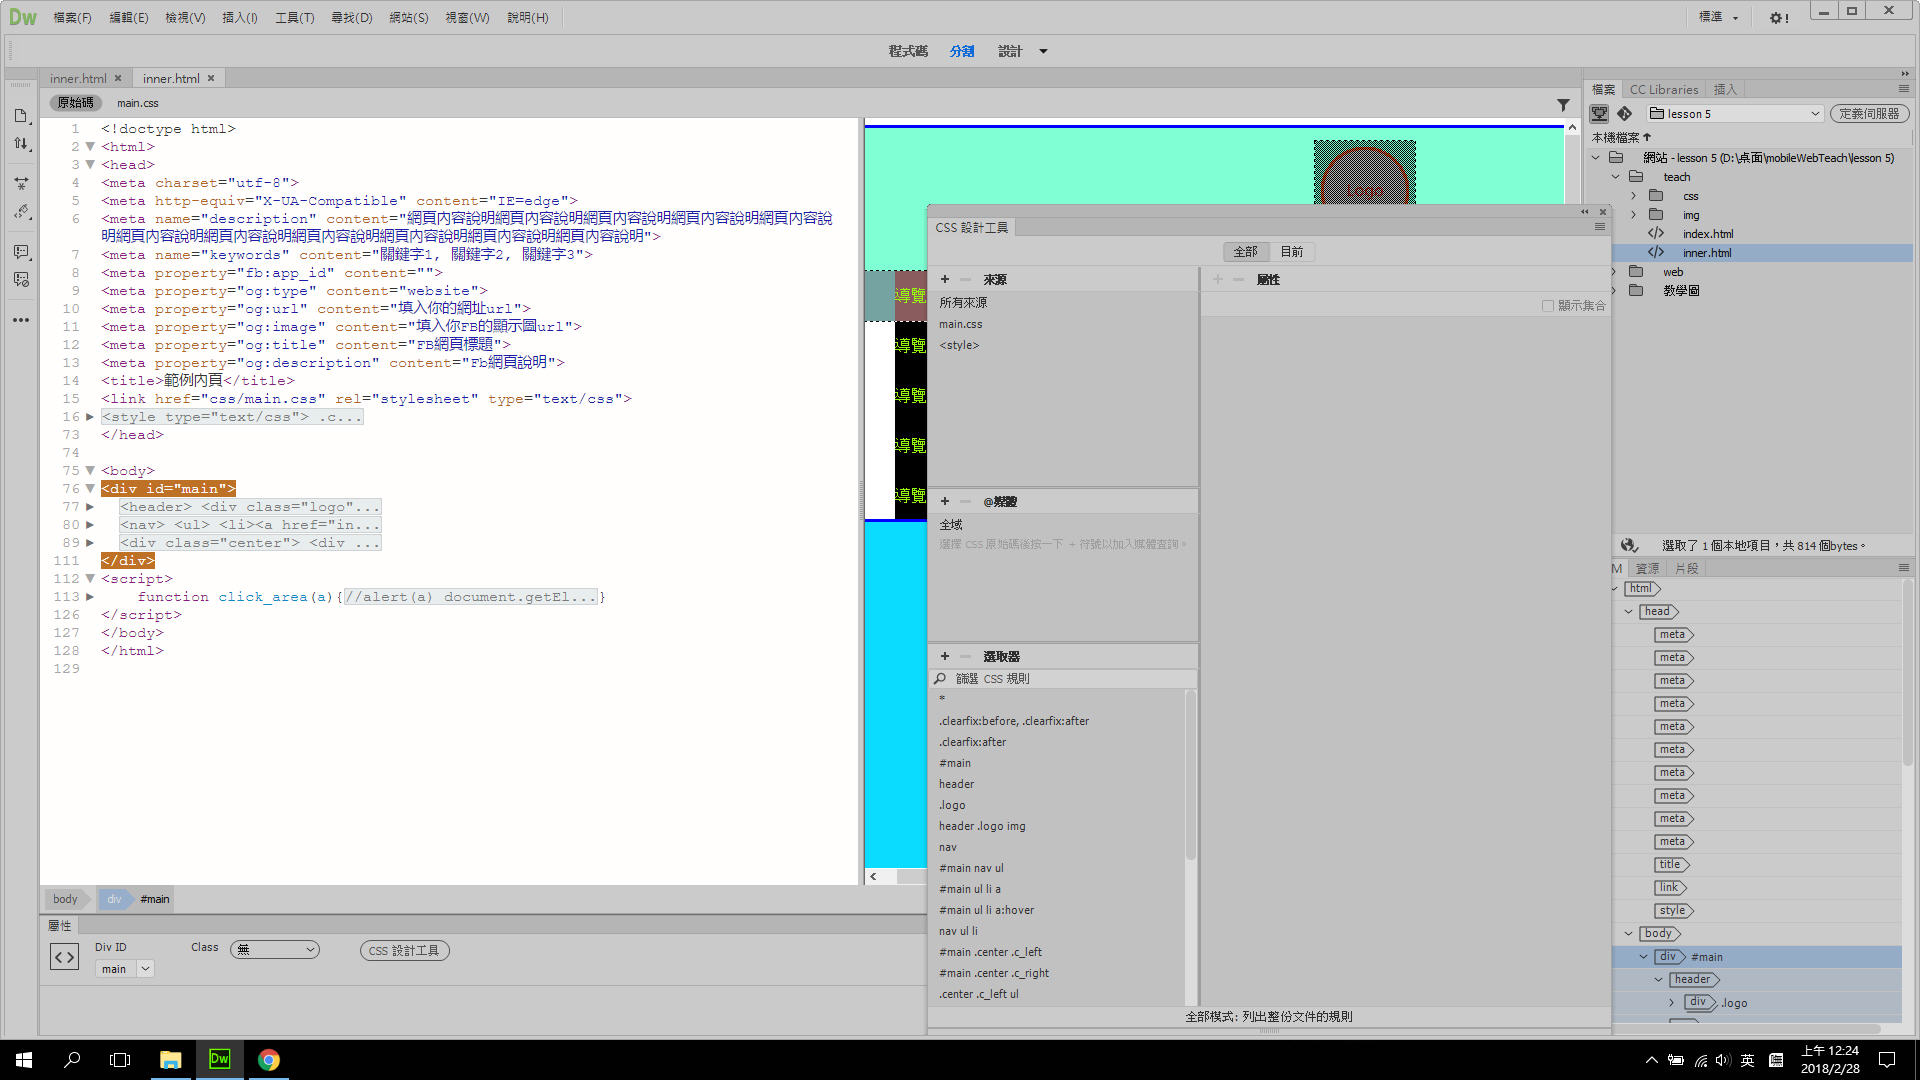 Dw 檔案(F) 編輯(E) 檢視(V) 插入(I) 工具(T) 尋找(D) 網站(S) 視窗(W) 說明(H) 標準
程式碼 分割 設計
inner.html × inner.html ×
原始碼 main.css
1 <!doctype html>
2 <html>
3 <head>
4 <meta charset="utf-8">
5 <meta http-equiv="X-UA-Compatible" content="IE=edge">
6 <meta name="description" content="網頁內容說明網頁內容說明網頁內容說明網頁內容說明網頁內容說
明網頁內容說明網頁內容說明網頁內容說明網頁內容說明網頁內容說明網頁內容說明">
7 <meta name="keywords" content="關鍵字1, 關鍵字2, 關鍵字3">
8 <meta property="fb:app_id" content="">
9 <meta property="og:type" content="website">
10 <meta property="og:url" content="填入你的網址url">
11 <meta property="og:image" content="填入你FB的顯示圖url">
12 <meta property="og:title" content="FB網頁標題">
13 <meta property="og:description" content="Fb網頁說明">
14 <title>範例內頁</title>
15 <link href="css/main.css" rel="stylesheet" type="text/css">
16 <style type="text/css"> .c...
73 </head>
74
75 <body>
76 <div id="main">
77 <header> <div class="logo"...
80 <nav> <ul> <li><a href="in...
89 <div class="center"> <div ...
111 </div>
112 <script>
113 function click_area(a){//alert(a) document.getEl...}
126 </script>
127 </body>
128 </html>
129
導覽
導覽
導覽
導覽
導覽
body div #main
屬性
Div ID Class 無 CSS 設計工具
main
CSS 設計工具
全部 目前
+ 來源
所有來源
main.css
<style>
+ 屬性
顯示集合
+ @媒體
全域
選擇 CSS 原始碼後按一下 + 符號以加入媒體查詢。
+ 選取器
篩選 CSS 規則
*
.clearfix:before, .clearfix:after
.clearfix:after
#main
header
.logo
header .logo img
nav
#main nav ul
#main ul li a
#main ul li a:hover
nav ul li
#main .center .c_left
#main .center .c_right
.center .c_left ul
全部模式: 列出整份文件的規則
檔案 CC Libraries 插入
lesson 5 定義伺服器
本機檔案
網站 - lesson 5 (D:\桌面\mobileWebTeach\lesson 5)
teach
css
img
index.html
inner.html
web
教學圖
選取了 1 個本地項目，共 814 個bytes。
M 資源 片段
html
head
meta
meta
meta
meta
meta
meta
meta
meta
meta
meta
title
link
style
body
div #main
header
div .logo
Dw 英 上午 12:24
2018/2/28